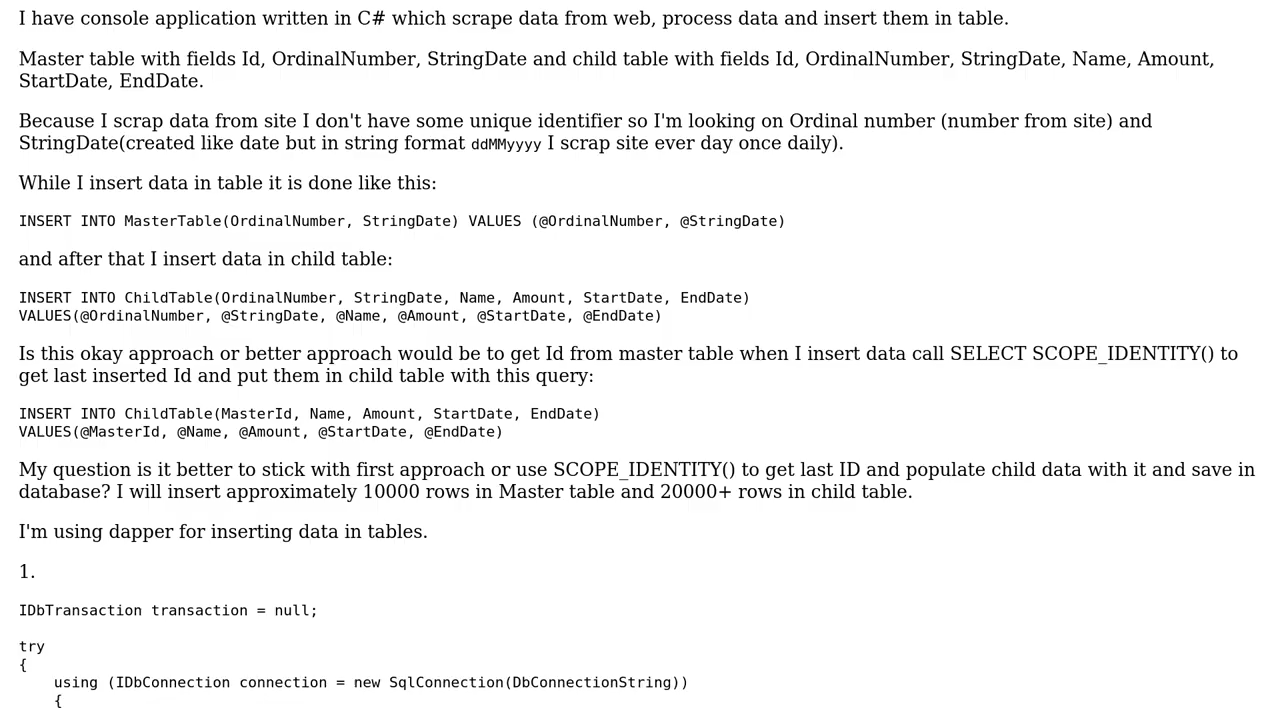 I have console application written in C# which scrape data from web, process data and insert them in table.
Master table with fields Id, OrdinalNumber, StringDate and child table with fields Id, OrdinalNumber, StringDate, Name, Amount,
StartDate, EndDate.
Because I scrap data from site I don't have some unique identifier so I'm looking on Ordinal number (number from site) and
StringDate(created like date but in string format ddMMyyyy I scrap site ever day once daily).
While I insert data in table it is done like this:
INSERT INTO MasterTable(OrdinalNumber, StringDate) VALUES (@OrdinalNumber, @StringDate)
and after that I insert data in child table:
INSERT INTO ChildTable(OrdinalNumber, StringDate, Name, Amount, StartDate, EndDate)
VALUES(@OrdinalNumber, @StringDate, @Name, @Amount, @StartDate, @EndDate)
Is this okay approach or better approach would be to get Id from master table when I insert data call SELECT SCOPE_IDENTITY() to
get last inserted Id and put them in child table with this query:
INSERT INTO ChildTable(MasterId, Name, Amount, StartDate, EndDate)
VALUES(@MasterId, @Name, @Amount, @StartDate, @EndDate)
My question is it better to stick with first approach or use SCOPE_IDENTITY() to get last ID and populate child data with it and save in
database? I will insert approximately 10000 rows in Master table and 20000+ rows in child table.
I'm using dapper for inserting data in tables.
1.
IDbTransaction transaction = null;
try
{
    using (IDbConnection connection = new SqlConnection(DbConnectionString))
    {